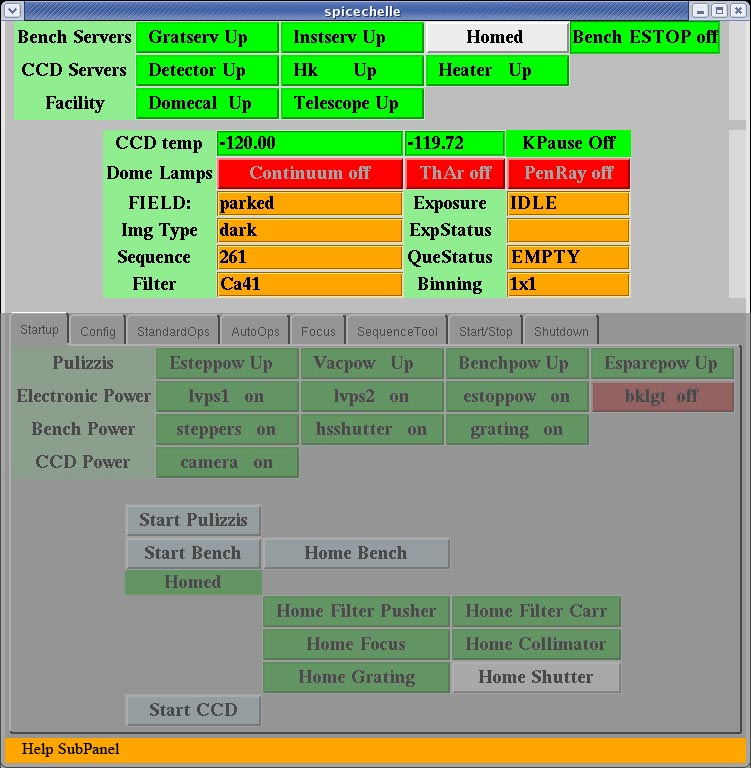 spicechelle
Bench Servers Gratserv Up Instserv Up Homed Bench ESTOP off
CCD Servers Detector Up Hk Up Heater Up
Facility Domecal Up Telescope Up
CCD temp -120.00 -119.72 KPause Off
Dome Lamps Continuum off ThAr off PenRay off
FIELD: parked Exposure IDLE
Img Type dark ExpStatus
Sequence 261 QueStatus EMPTY
Filter Ca41 Binning 1x1
Startup Config StandardOps AutoOps Focus SequenceTool Start/Stop Shutdown
Pulizzis Esteppow Up Vacpow Up Benchpow Up Esparepow Up
Electronic Power lvps1 on lvps2 on estoppow on bklgt off
Bench Power steppers on hsshutter on grating on
CCD Power camera on
Start Pulizzis
Start Bench Home Bench
Homed
Home Filter Pusher Home Filter Carr
Home Focus Home Collimator
Home Grating Home Shutter
Start CCD
Help SubPanel